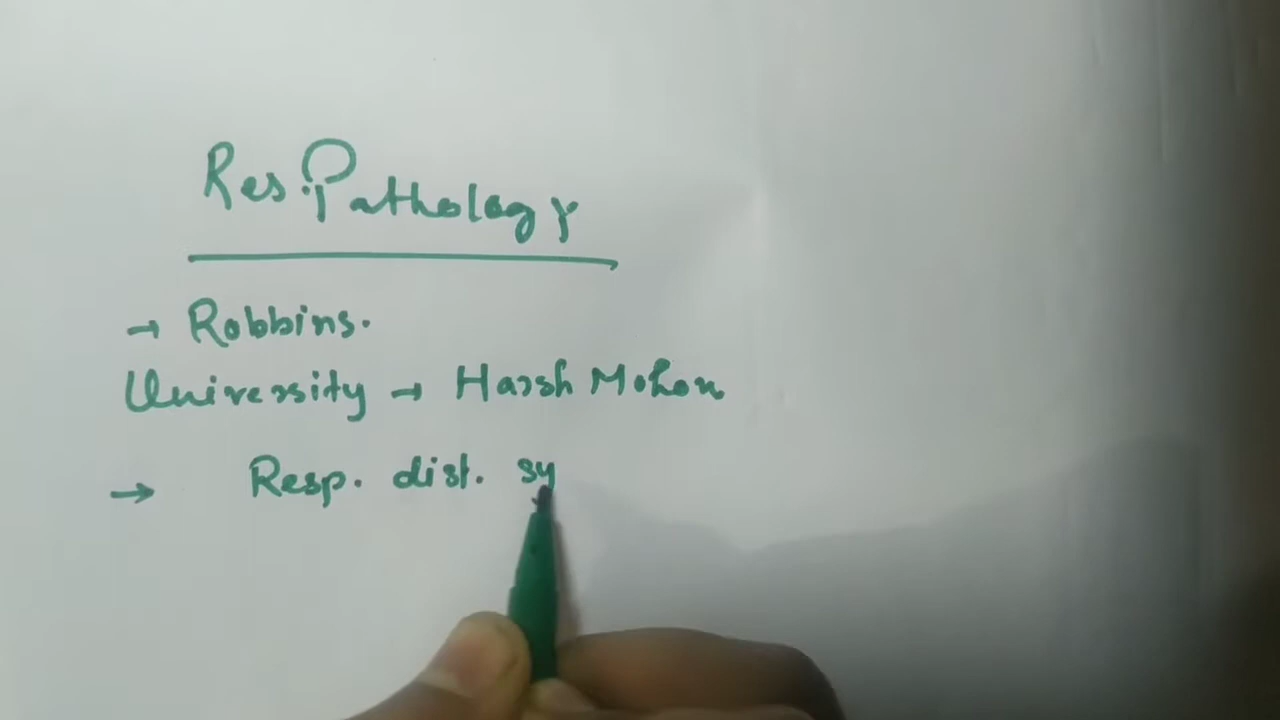 Res. Pathology
→ Robbins.
University → Harsh Mohan
→ Resp. dist. sy